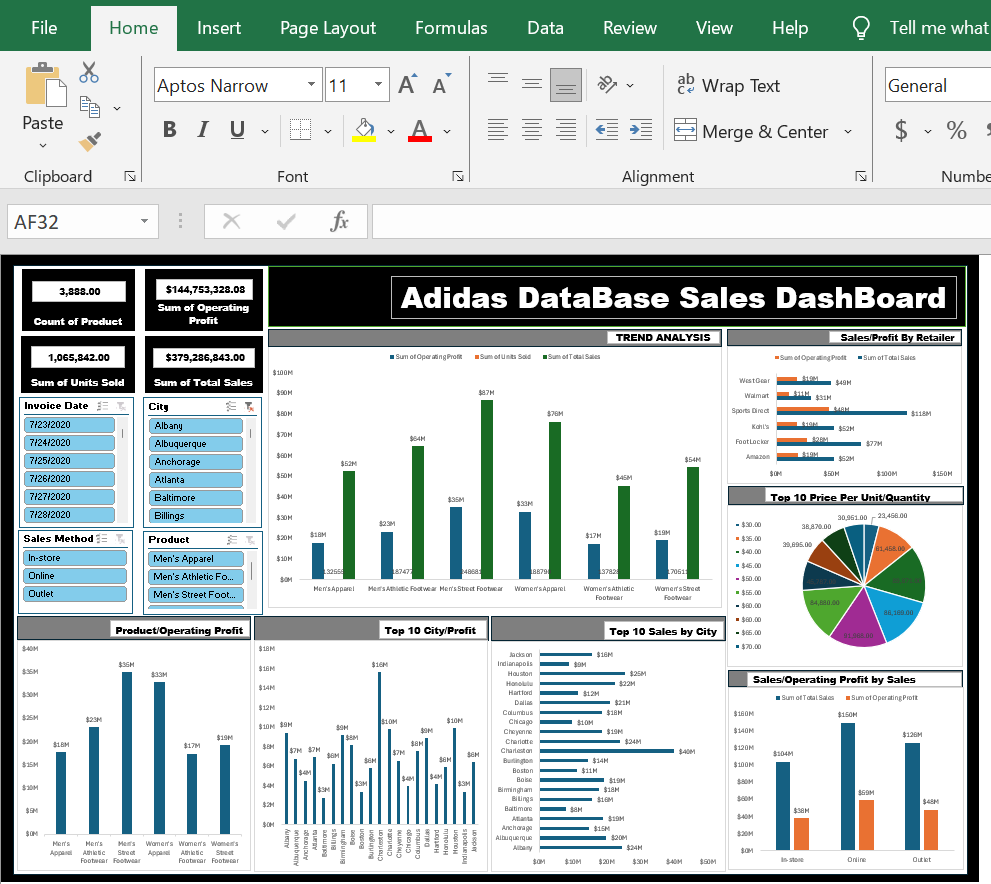 File Home Insert Page Layout Formulas Data Review View Help Tell me what
Aptos Narrow 11 A A
ab
c Wrap Text
General
Paste
B I U A
Merge & Center
$ %
Clipboard Font Alignment Numbe
AF32 fx
3,888.00
Count of Product
$144,753,328.08
Sum of Operating
Profit
1,065,842.00
Sum of Units Sold
$379,286,843.00
Sum of Total Sales
Adidas DataBase Sales DashBoard
Invoice Date
7/23/2020
7/24/2020
7/25/2020
7/26/2020
7/27/2020
7/28/2020
City
Albany
Albuquerque
Anchorage
Atlanta
Baltimore
Billings
Sales Method
In-store
Online
Outlet
Product
Men's Apparel
Men's Athletic Fo...
Men's Street Foot...
TREND ANALYSIS
Sum of Operating Profit Sum of Units Sold Sum of Total Sales
$100M
$90M
$80M
$70M
$60M
$50M
$40M
$30M
$20M
$10M
$0M
$18M $52M
$23M $64M
$35M $87M
$33M $76M
$17M $45M
$19M $54M
Men's Apparel Men's Athletic Footwear Men's Street Footwear Women's Apparel Women's Athletic Footwear Women's Street Footwear
Sales/Profit By Retailer
Sum of Operating Profit Sum of Total Sales
West Gear $19M $49M
Walmart $11M $31M
Sports Direct $48M $118M
Kohl's $19M $52M
Foot Locker $28M $77M
Amazon $19M $52M
$0M $50M $100M $150M
Top 10 Price Per Unit/Quantity
$30.00
$35.00
$40.00
$45.00
$50.00
$55.00
$60.00
$60.00
$65.00
$70.00
30,951.00 23,456.00
38,870.00
39,695.00
Product/Operating Profit
$40M
$35M
$30M
$25M
$20M
$15M
$10M
$5M
$0M
$18M $23M $35M $33M $17M $19M
Men's Apparel Men's Athletic Footwear Men's Street Footwear Women's Apparel Women's Athletic Footwear Women's Street Footwear
Top 10 City/Profit
$18M
$16M
$14M
$12M
$10M
$8M
$6M
$4M
$2M
$0M
$9M $7M $4M $7M $3M $6M $9M $8M $3M $6M $16M $10M $7M $4M $8M $9M $4M $6M $10M $3M $6M
Albany Albuquerque Anchorage Atlanta Baltimore Billings Birmingham Boise Boston Burlington Charleston Charlotte Cheyenne Chicago Columbus Dallas Hartford Honolulu Houston Indianapolis Jackson
Top 10 Sales by City
Jackson $16M
Indianapolis $9M
Houston $25M
Honolulu $22M
Hartford $12M
Dallas $21M
Columbus $18M
Chicago $10M
Cheyenne $19M
Charlotte $24M
Charleston $40M
Burlington $14M
Boston $11M
Boise $19M
Birmingham $18M
Billings $16M
Baltimore $8M
Atlanta $19M
Anchorage $15M
Albuquerque $20M
Albany $24M
$0M $10M $20M $30M $40M $50M
Sales/Operating Profit by Sales
Sum of Total Sales Sum of Operating Profit
$160M
$140M
$120M
$100M
$80M
$60M
$40M
$20M
$0M
$104M $38M
$150M $59M
$126M $48M
In-store Online Outlet